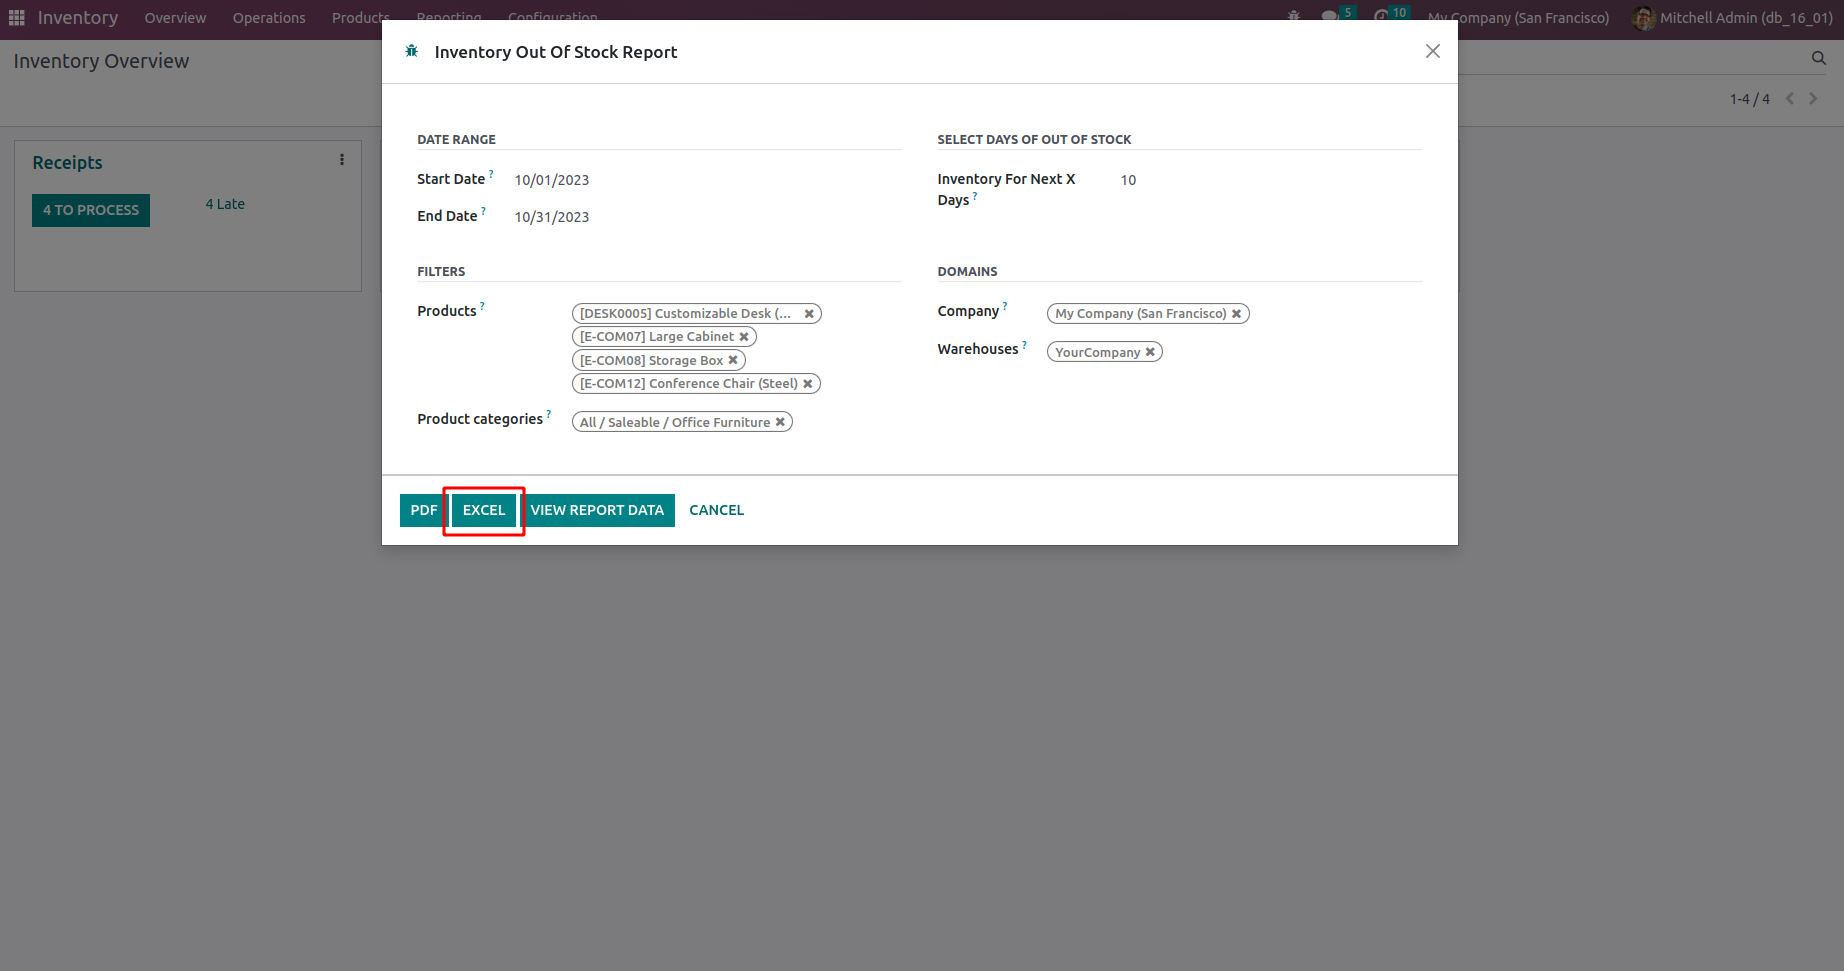 Inventory Overview Operations Products Reporting Configuration 5 10 My Company (San Francisco) Mitchell Admin (db_16_01)
Inventory Overview
1-4 / 4
Receipts
4 TO PROCESS 4 Late
Inventory Out Of Stock Report
DATE RANGE
Start Date ? 10/01/2023
End Date ? 10/31/2023
SELECT DAYS OF OUT OF STOCK
Inventory For Next X 10
Days ?
FILTERS
Products ? [DESK0005] Customizable Desk (...
[E-COM07] Large Cabinet
[E-COM08] Storage Box
[E-COM12] Conference Chair (Steel)
Product categories ? All / Saleable / Office Furniture
DOMAINS
Company ? My Company (San Francisco)
Warehouses ? YourCompany
PDF EXCEL VIEW REPORT DATA CANCEL